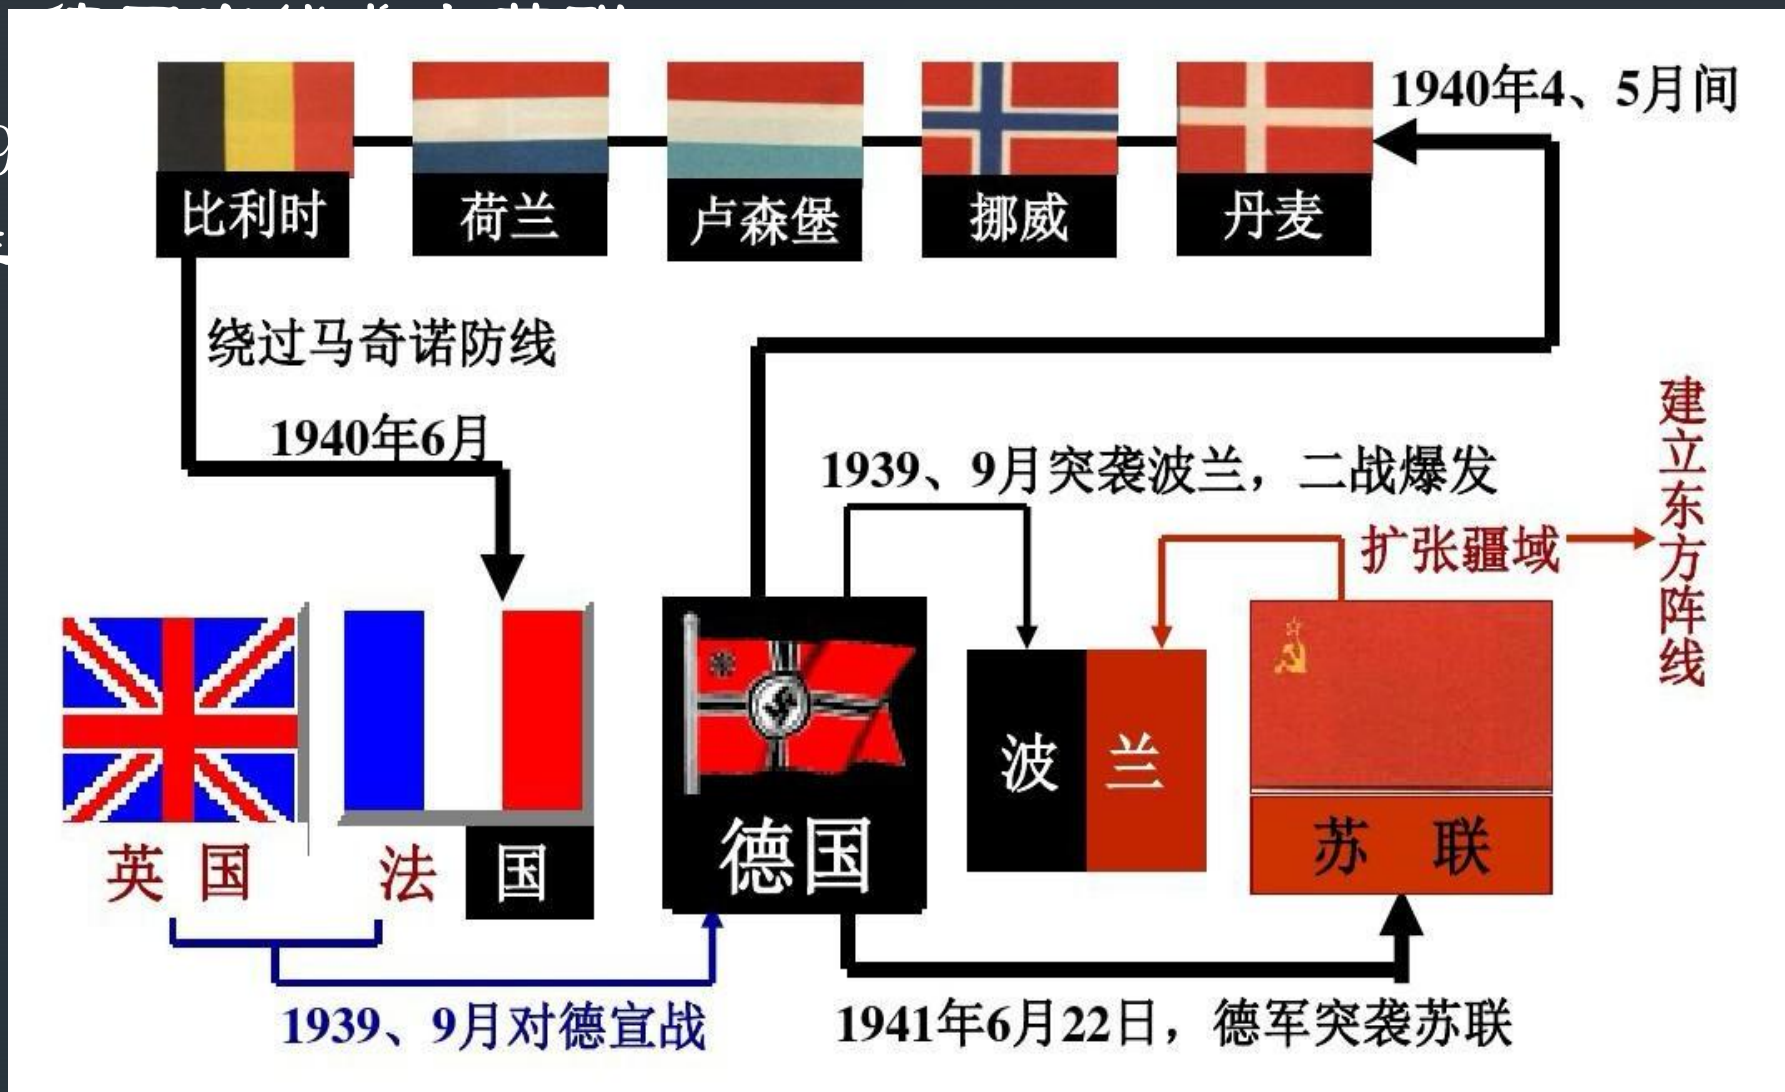 1940年4、5月间
比利时
荷兰
卢森堡
挪威
丹麦
绕过马奇诺防线
1940年6月
1939、9月突袭波兰，二战爆发
扩张疆域
建立东方阵线
波 兰
德国
苏 联
英 国
法 国
1939、9月对德宣战
1941年6月22日，德军突袭苏联